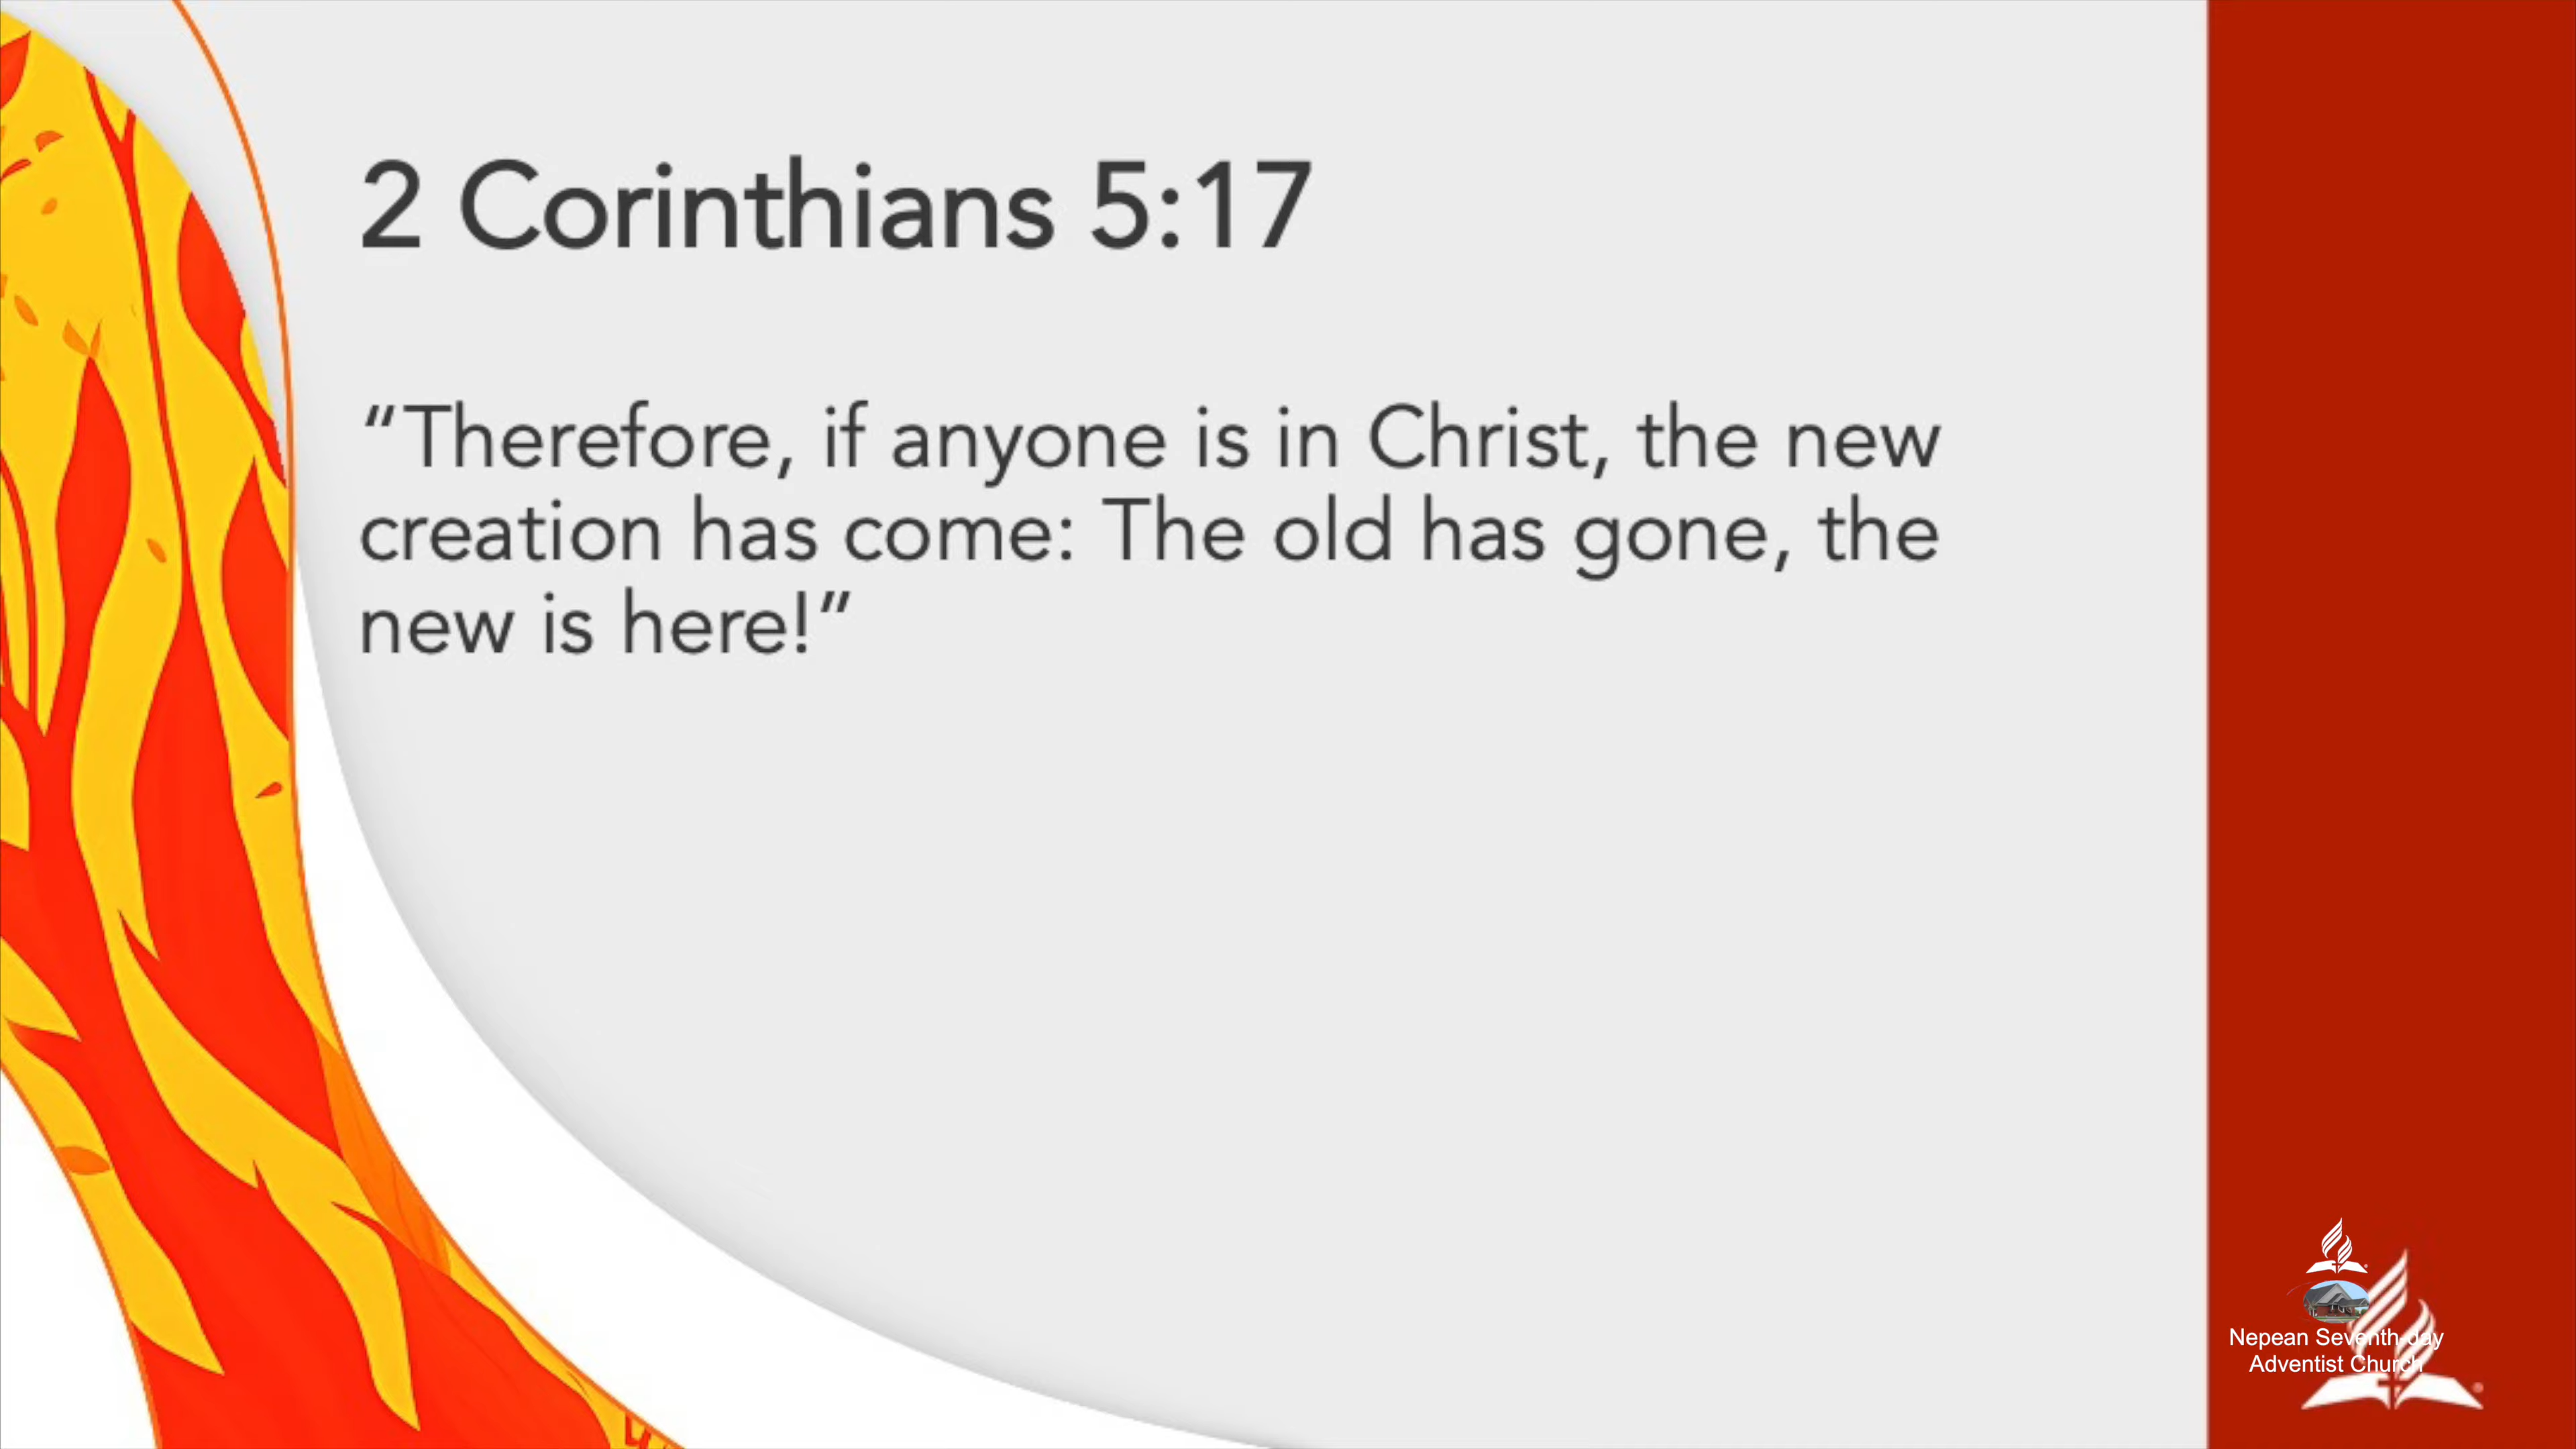 2 Corinthians 5:17
“Therefore, if anyone is in Christ, the new
creation has come: The old has gone, the
new is here!”
Nepean Seventh-day
Adventist Church